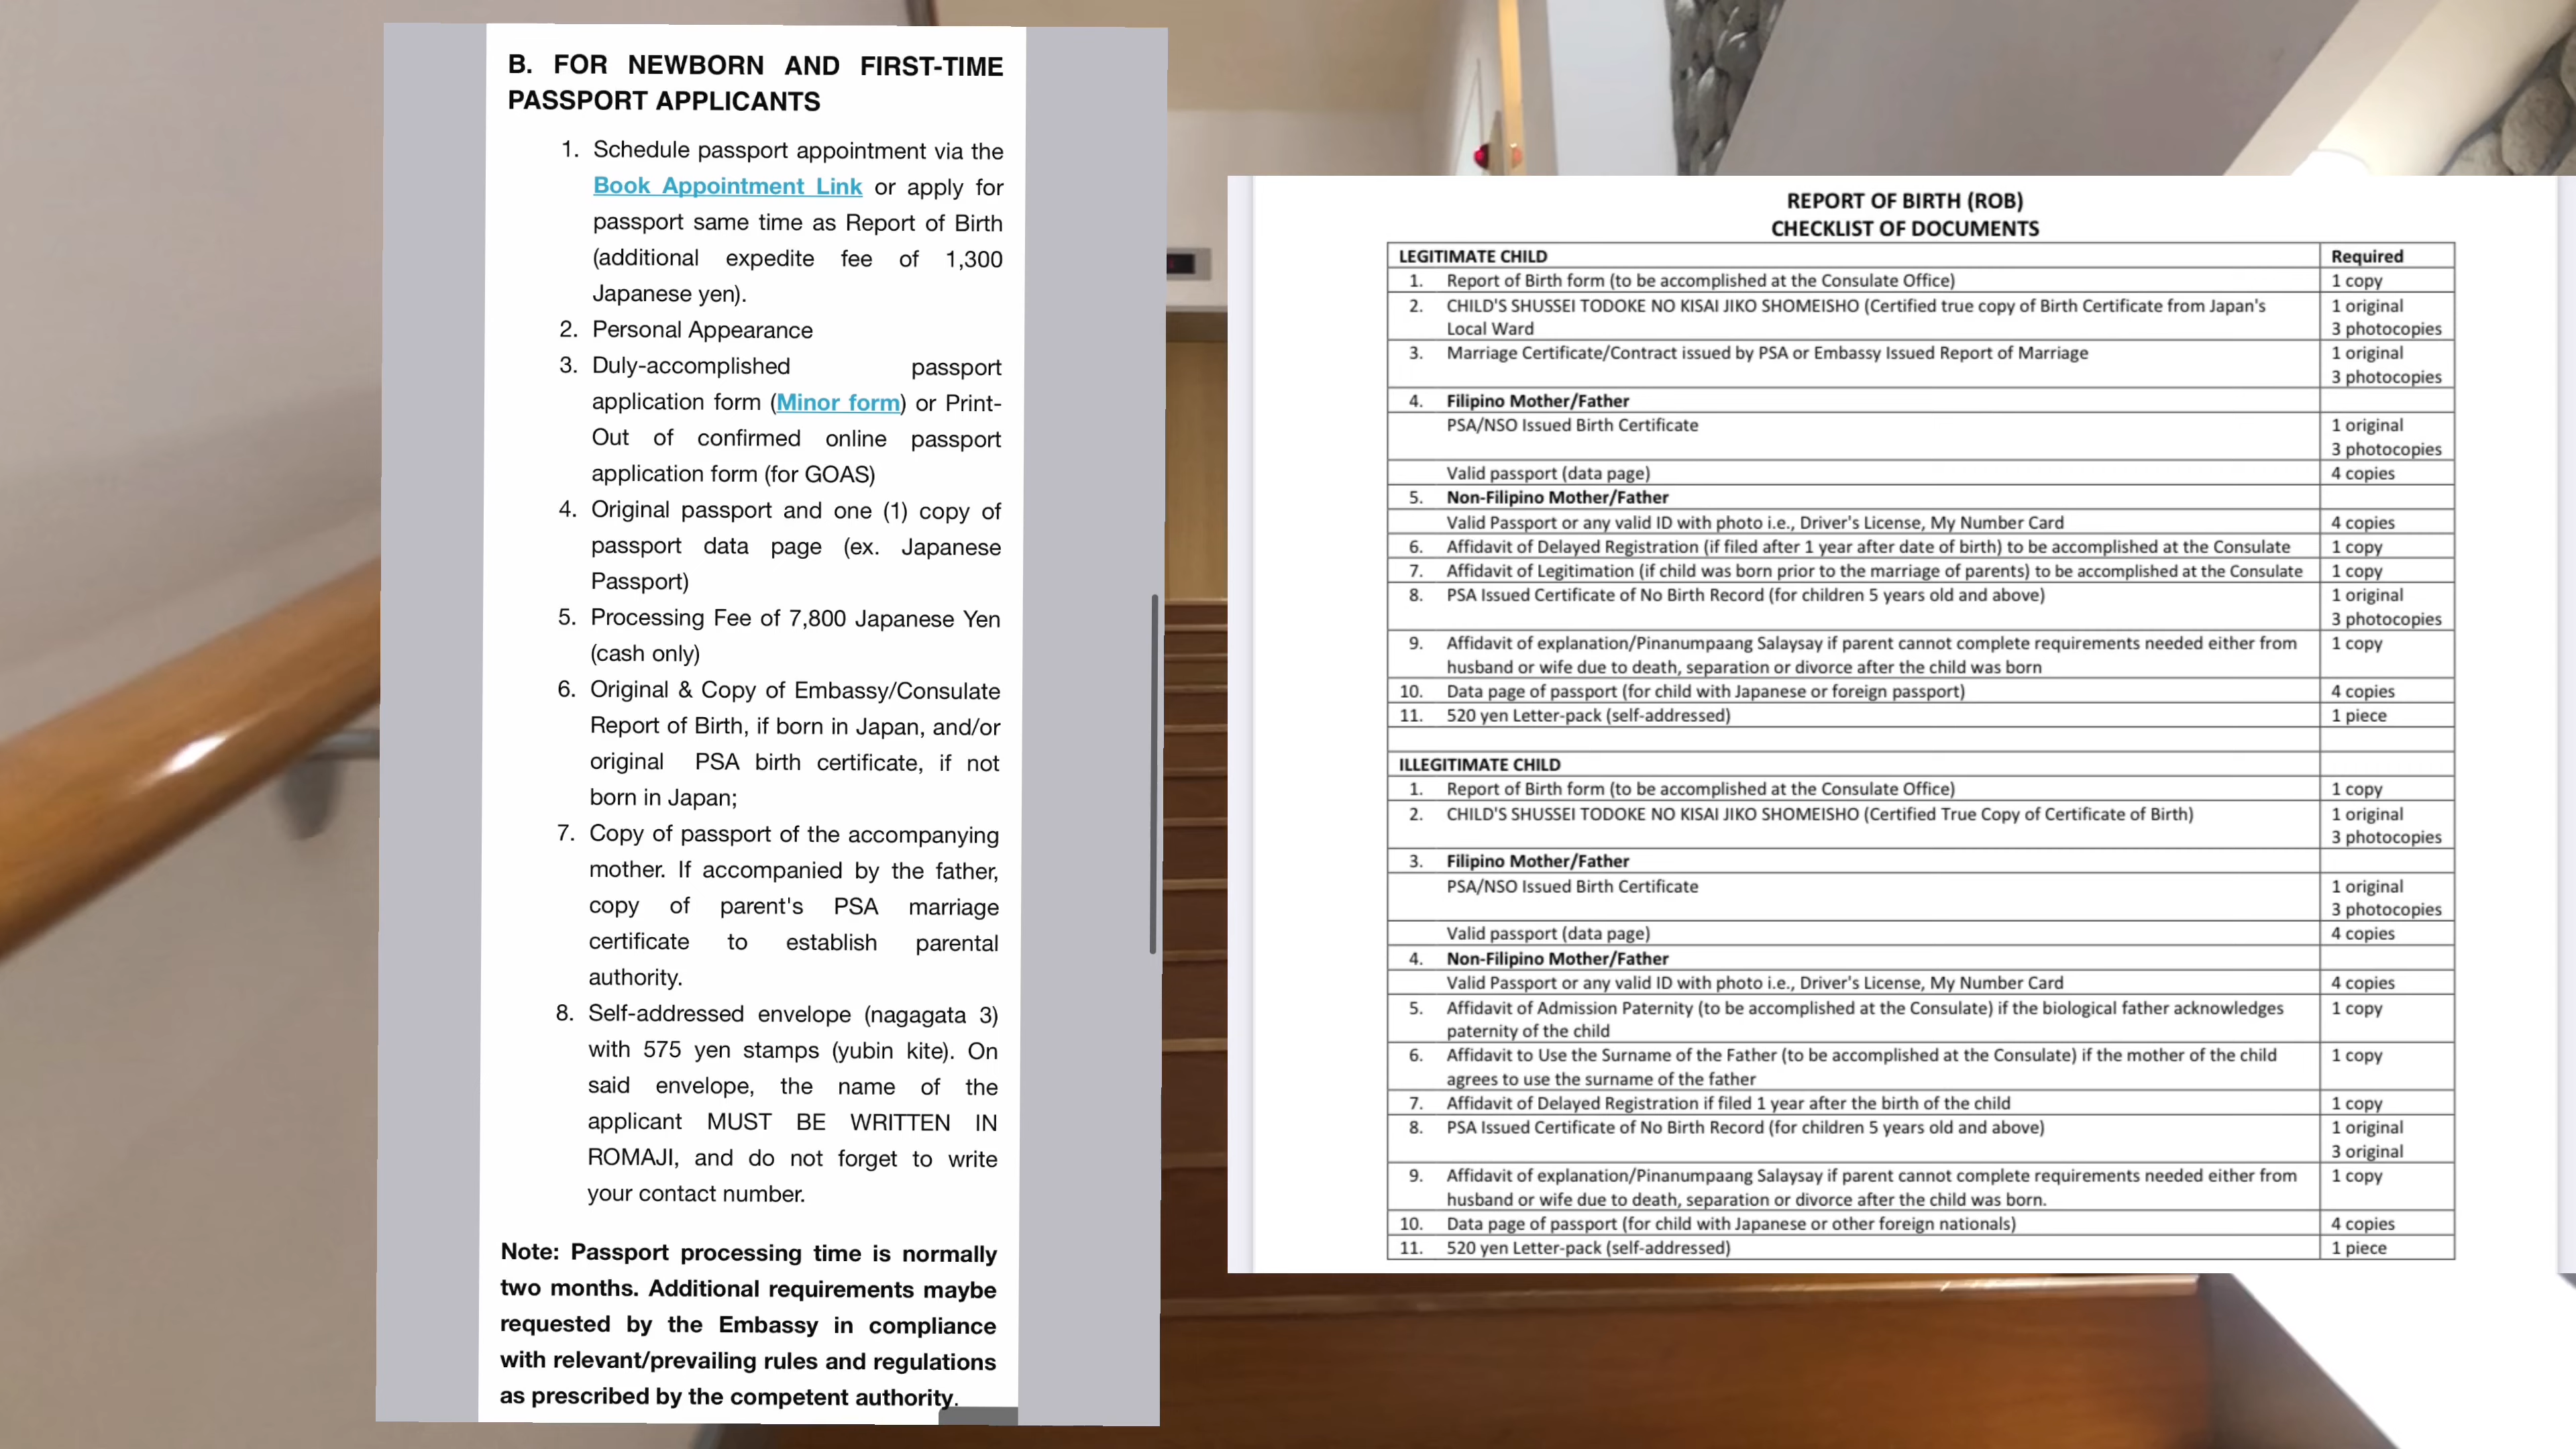 B. FOR NEWBORN AND FIRST-TIME
PASSPORT APPLICANTS
1. Schedule passport appointment via the
Book Appointment Link or apply for
passport same time as Report of Birth
(additional expedite fee of 1,300
Japanese yen).
2. Personal Appearance
3. Duly-accomplished passport
application form (Minor form) or Print-
Out of confirmed online passport
application form (for GOAS)
4. Original passport and one (1) copy of
passport data page (ex. Japanese
Passport)
5. Processing Fee of 7,800 Japanese Yen
(cash only)
6. Original & Copy of Embassy/Consulate
Report of Birth, if born in Japan, and/or
original PSA birth certificate, if not
born in Japan;
7. Copy of passport of the accompanying
mother. If accompanied by the father,
copy of parent's PSA marriage
certificate to establish parental
authority.
8. Self-addressed envelope (nagagata 3)
with 575 yen stamps (yubin kite). On
said envelope, the name of the
applicant MUST BE WRITTEN IN
ROMAJI, and do not forget to write
your contact number.
Note: Passport processing time is normally
two months. Additional requirements maybe
requested by the Embassy in compliance
with relevant/prevailing rules and regulations
as prescribed by the competent authority.
REPORT OF BIRTH (ROB)
CHECKLIST OF DOCUMENTS
LEGITIMATE CHILD Required
1. Report of Birth form (to be accomplished at the Consulate Office) 1 copy
2. CHILD'S SHUSSEI TODOKE NO KISAI JIKO SHOMEISHO (Certified true copy of Birth Certificate from Japan's 1 original
Local Ward 3 photocopies
3. Marriage Certificate/Contract issued by PSA or Embassy Issued Report of Marriage 1 original
3 photocopies
4. Filipino Mother/Father
PSA/NSO Issued Birth Certificate 1 original
3 photocopies
Valid passport (data page) 4 copies
5. Non-Filipino Mother/Father
Valid Passport or any valid ID with photo i.e., Driver's License, My Number Card 4 copies
6. Affidavit of Delayed Registration (if filed after 1 year after date of birth) to be accomplished at the Consulate 1 copy
7. Affidavit of Legitimation (if child was born prior to the marriage of parents) to be accomplished at the Consulate 1 copy
8. PSA Issued Certificate of No Birth Record (for children 5 years old and above) 1 original
3 photocopies
9. Affidavit of explanation/Pinanumpaang Salaysay if parent cannot complete requirements needed either from 1 copy
husband or wife due to death, separation or divorce after the child was born
10. Data page of passport (for child with Japanese or foreign passport) 4 copies
11. 520 yen Letter-pack (self-addressed) 1 piece
ILLEGITIMATE CHILD
1. Report of Birth form (to be accomplished at the Consulate Office) 1 copy
2. CHILD'S SHUSSEI TODOKE NO KISAI JIKO SHOMEISHO (Certified True Copy of Certificate of Birth) 1 original
3 photocopies
3. Filipino Mother/Father
PSA/NSO Issued Birth Certificate 1 original
3 photocopies
Valid passport (data page) 4 copies
4. Non-Filipino Mother/Father
Valid Passport or any valid ID with photo i.e., Driver's License, My Number Card 4 copies
5. Affidavit of Admission Paternity (to be accomplished at the Consulate) if the biological father acknowledges 1 copy
paternity of the child
6. Affidavit to Use the Surname of the Father (to be accomplished at the Consulate) if the mother of the child 1 copy
agrees to use the surname of the father
7. Affidavit of Delayed Registration if filed 1 year after the birth of the child 1 copy
8. PSA Issued Certificate of No Birth Record (for children 5 years old and above) 1 original
3 original
9. Affidavit of explanation/Pinanumpaang Salaysay if parent cannot complete requirements needed either from 1 copy
husband or wife due to death, separation or divorce after the child was born.
10. Data page of passport (for child with Japanese or other foreign nationals) 4 copies
11. 520 yen Letter-pack (self-addressed) 1 piece